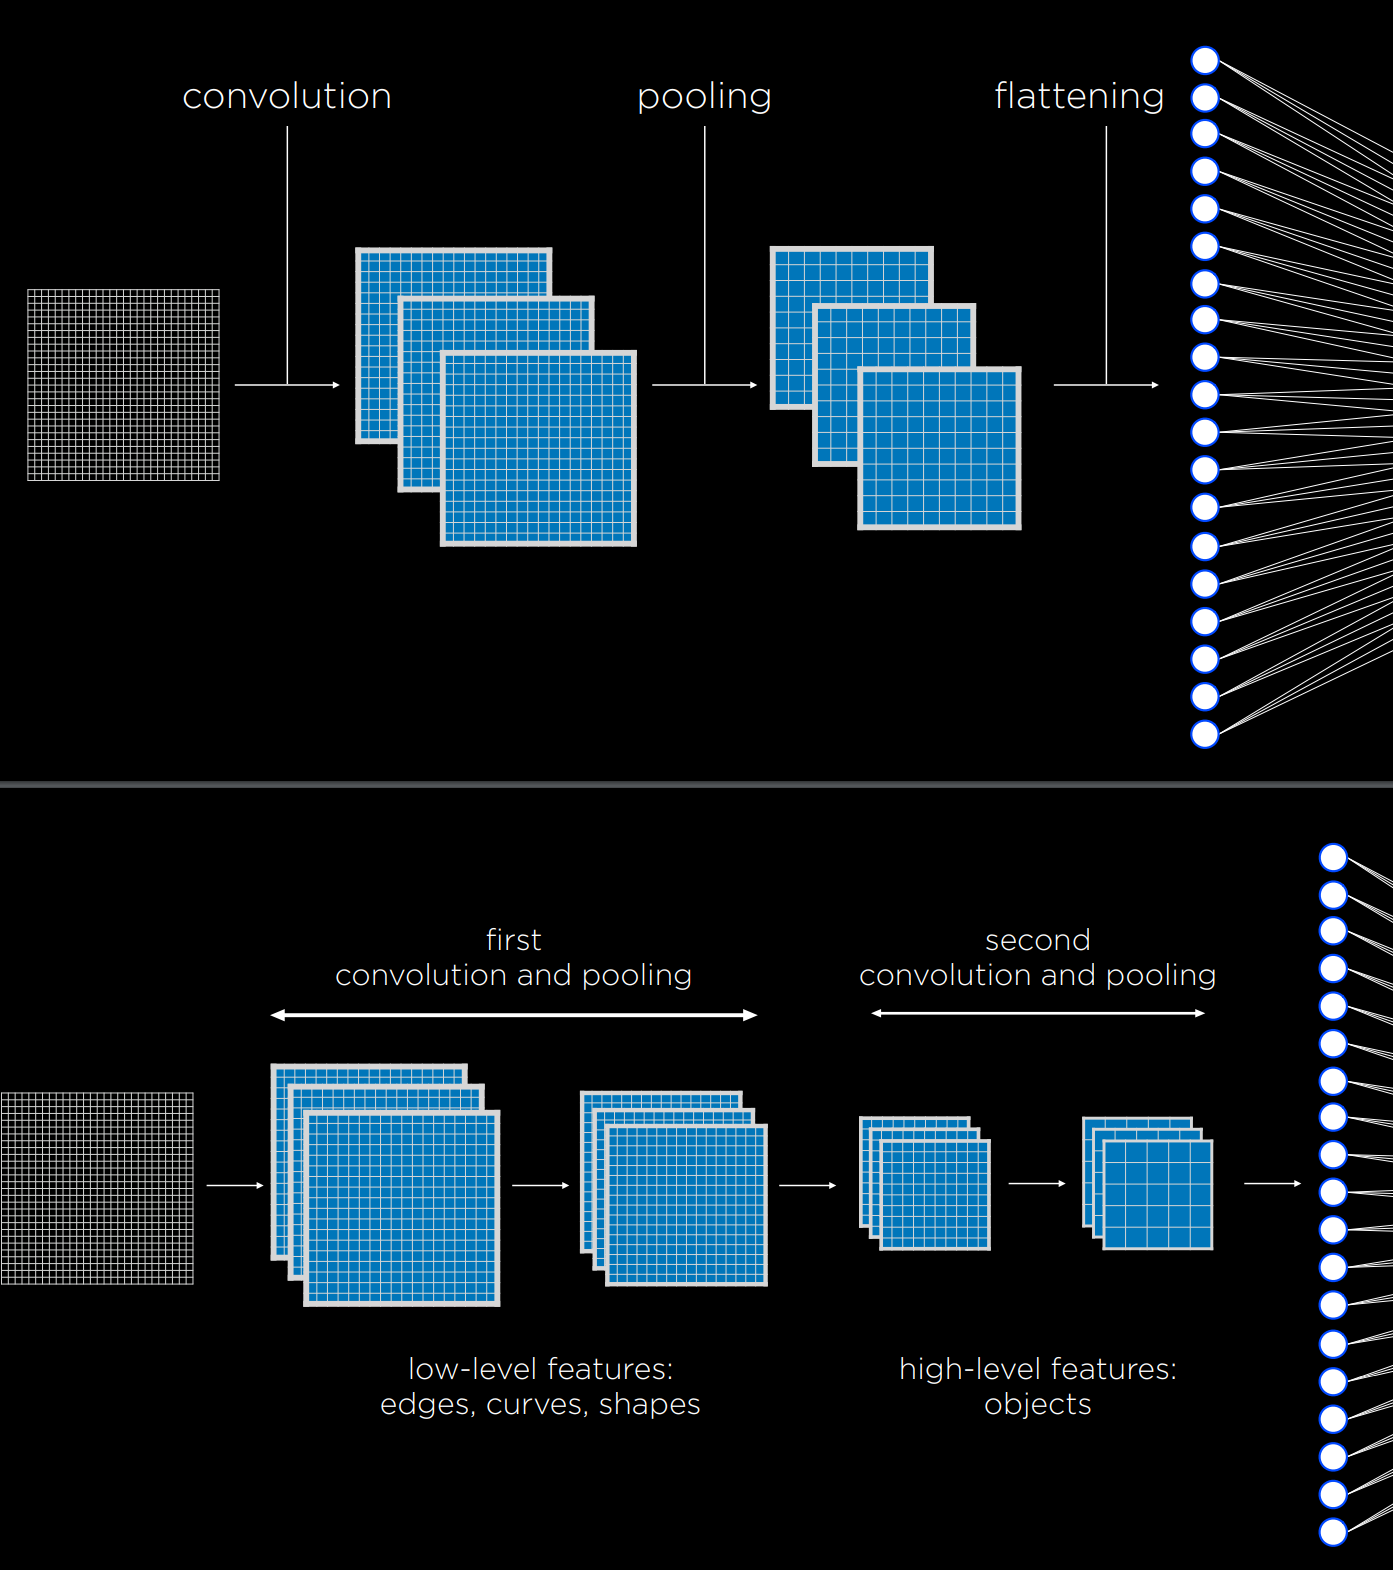 convolution
pooling
flattening
first
convolution and pooling
second
convolution and pooling
low-level features:
edges, curves, shapes
high-level features:
objects